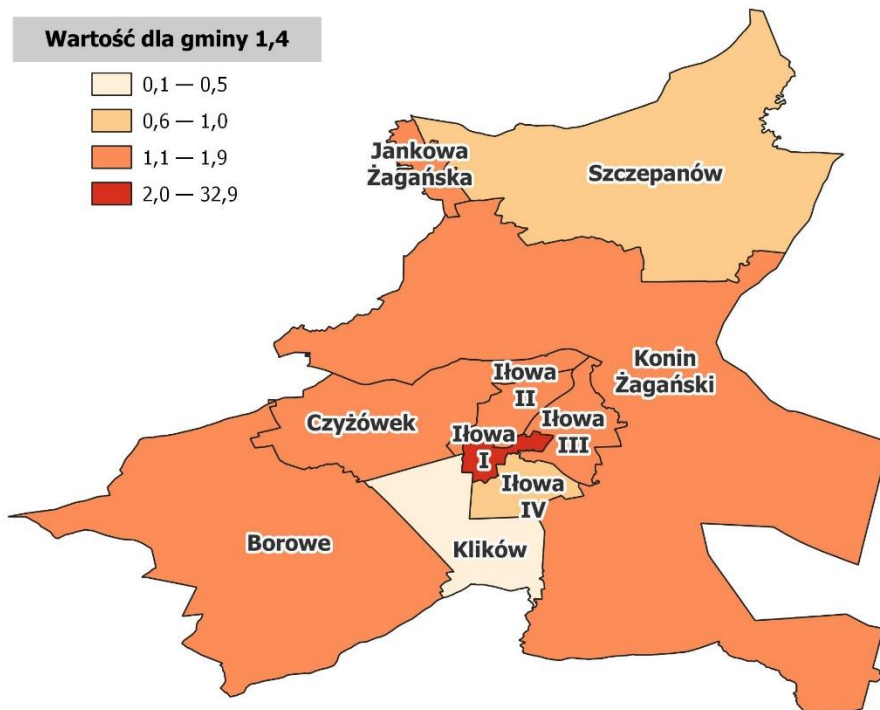 Wartość dla gminy 1,4
0,1 — 0,5
0,6 — 1,0
1,1 — 1,9
2,0 — 32,9
Jankowa
Żagańska
Szczepanów
Konin
Żagański
Iłowa
II
Czyżówek
Iłowa
I
Iłowa
III
Iłowa
IV
Borowe
Klików